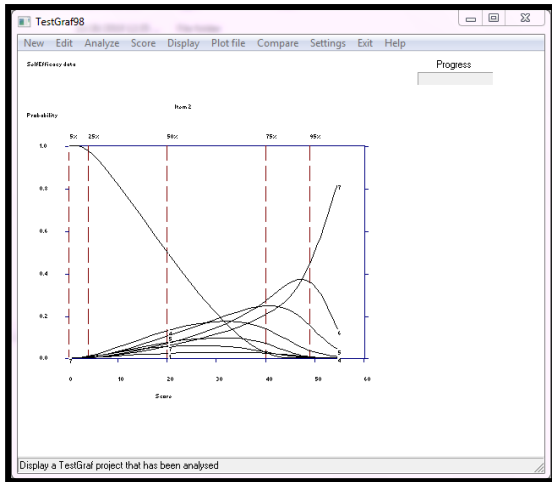 TestGraf98
New Edit Analyze Score Display Plot file Compare Settings Exit Help
SelfEfficacy data
Progress
Item 2
Probability
5% 25% 50% 75% 95%
1.0
0.8
7
0.6
0.4
0.2
6
5
0.0
0 10 20 30 40 50 60
Score
Display a TestGraf project that has been analysed